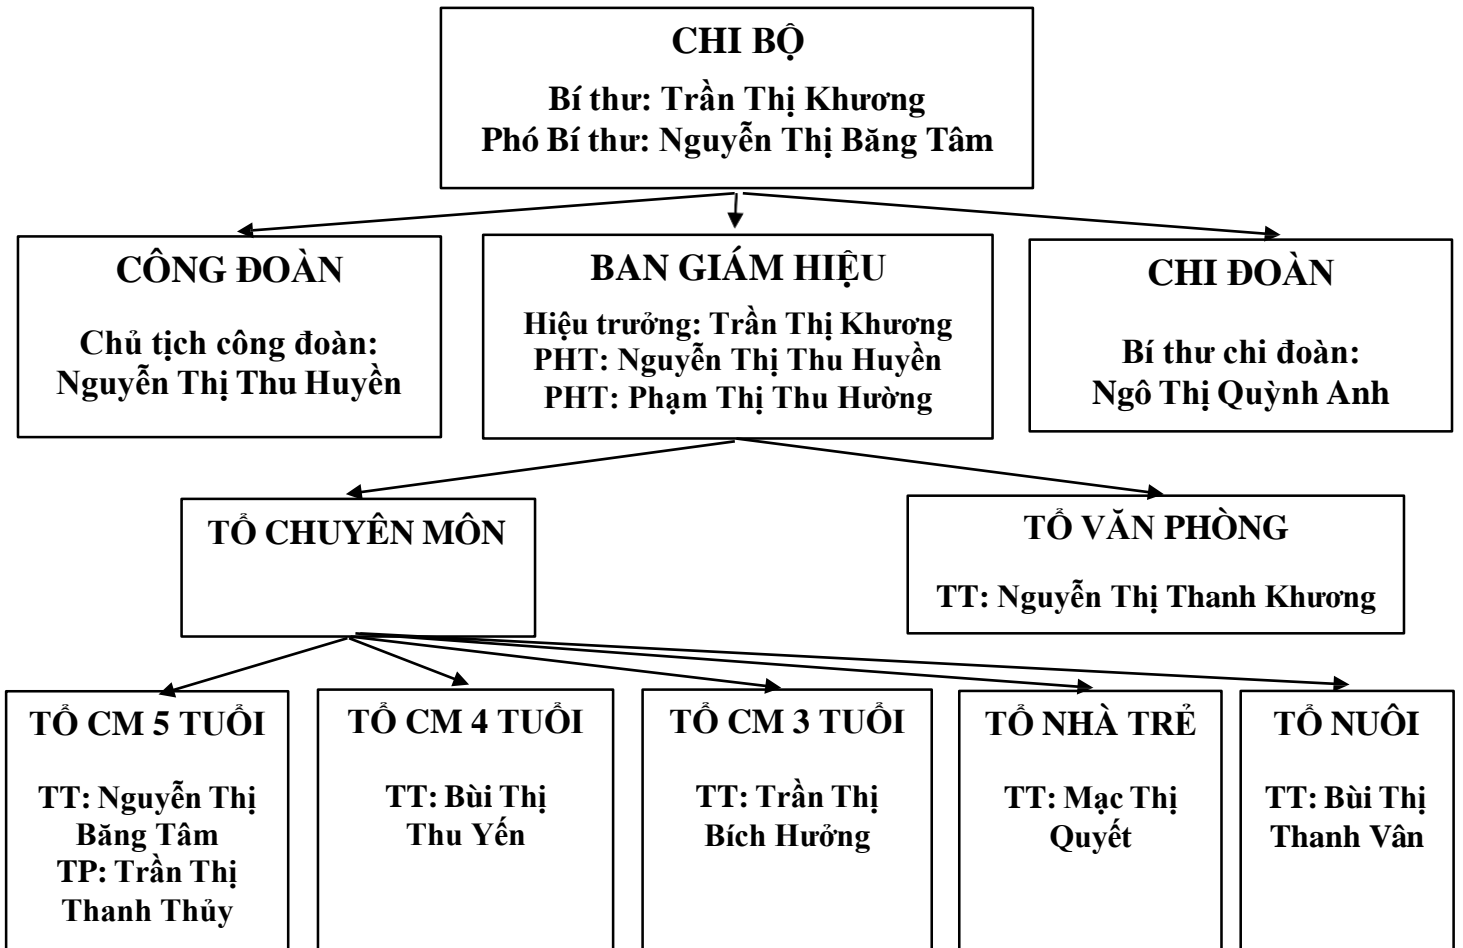 CHI BỘ
Bí thư: Trần Thị Khương
Phó Bí thư: Nguyễn Thị Băng Tâm
CÔNG ĐOÀN
Chủ tịch công đoàn:
Nguyễn Thị Thu Huyền
BAN GIÁM HIỆU
Hiệu trưởng: Trần Thị Khương
PHT: Nguyễn Thị Thu Huyền
PHT: Phạm Thị Thu Hường
CHI ĐOÀN
Bí thư chi đoàn:
Ngô Thị Quỳnh Anh
TỔ CHUYÊN MÔN
TỔ VĂN PHÒNG
TT: Nguyễn Thị Thanh Khương
TỔ CM 5 TUỔI
TT: Nguyễn Thị
Băng Tâm
TP: Trần Thị
Thanh Thủy
TỔ CM 4 TUỔI
TT: Bùi Thị
Thu Yến
TỔ CM 3 TUỔI
TT: Trần Thị
Bích Hưởng
TỔ NHÀ TRẺ
TT: Mạc Thị
Quyết
TỔ NUÔI
TT: Bùi Thị
Thanh Vân